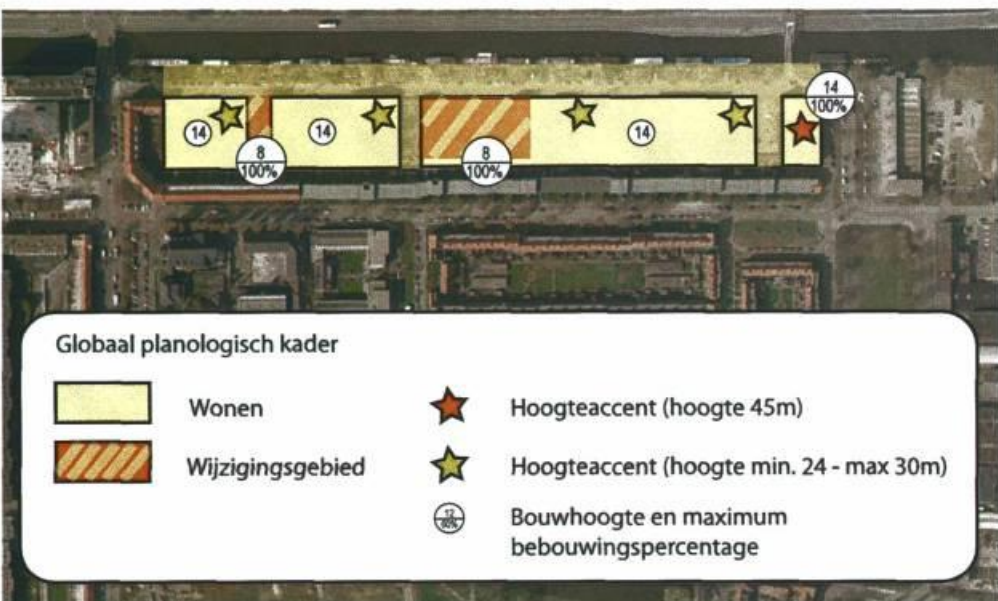 14
100%
14
14
14
8
100%
8
100%
Globaal planologisch kader
Wonen
Hoogteaccent (hoogte 45m)
Wijzigingsgebied
Hoogteaccent (hoogte min. 24 - max 30m)
Bouwhoogte en maximum
bebouwingspercentage